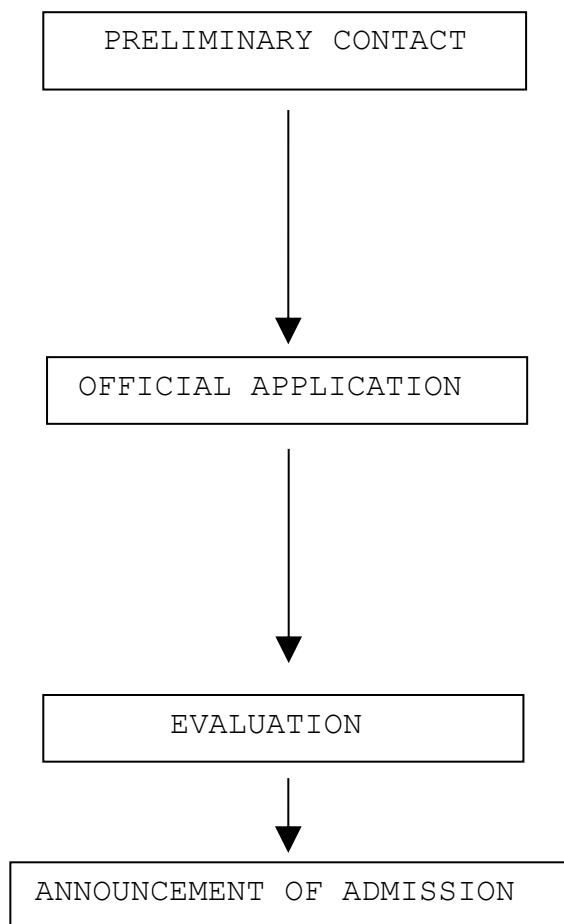 PRELIMINARY CONTACT
OFFICIAL APPLICATION
EVALUATION
ANNOUNCEMENT OF ADMISSION